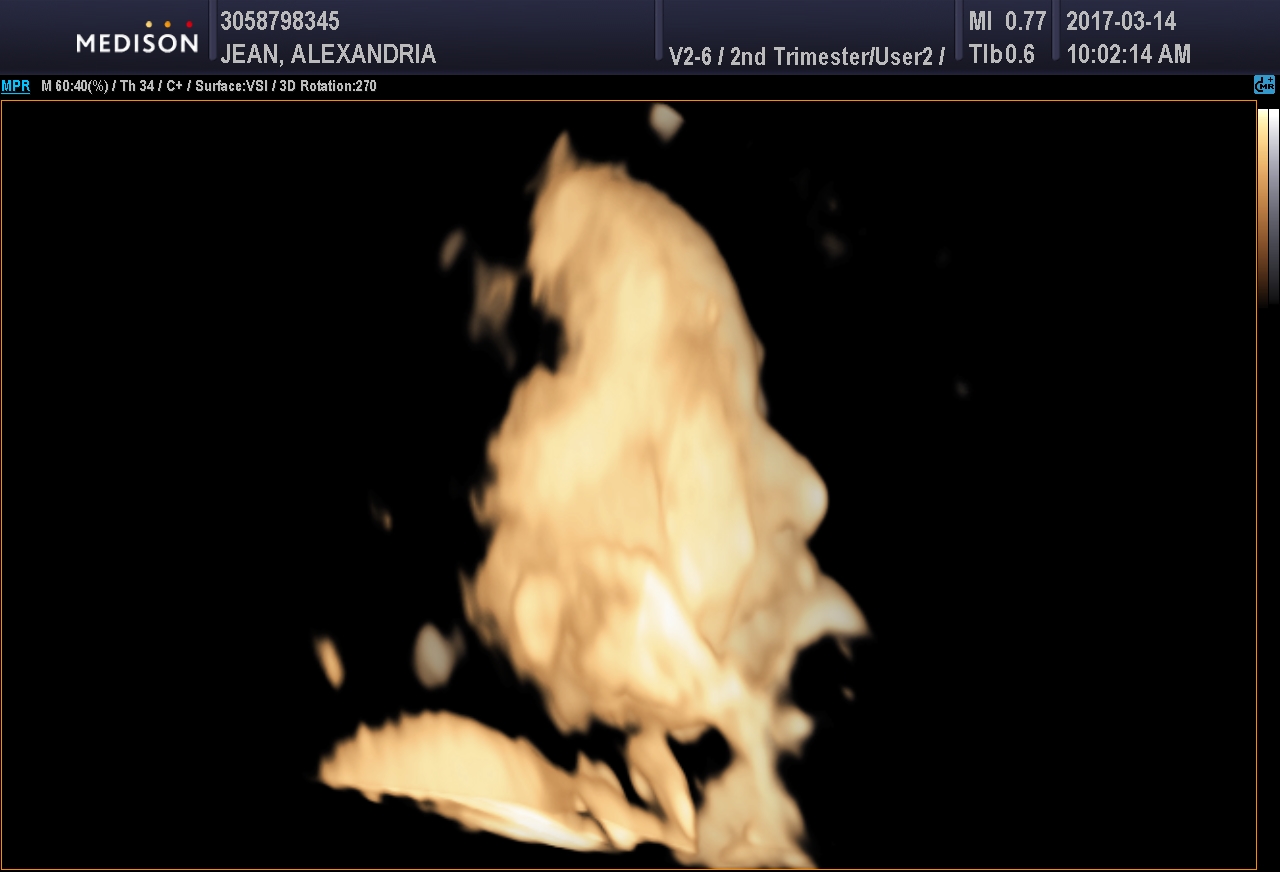 MEDISON
3058798345
JEAN, ALEXANDRIA
V2-6 / 2nd Trimester/User2 /
MI 0.77
TIb 0.6
2017-03-14
10:02:14 AM
MPR M 60:40(%) / Th 34 / C+ / Surface:VSI / 3D Rotation:270